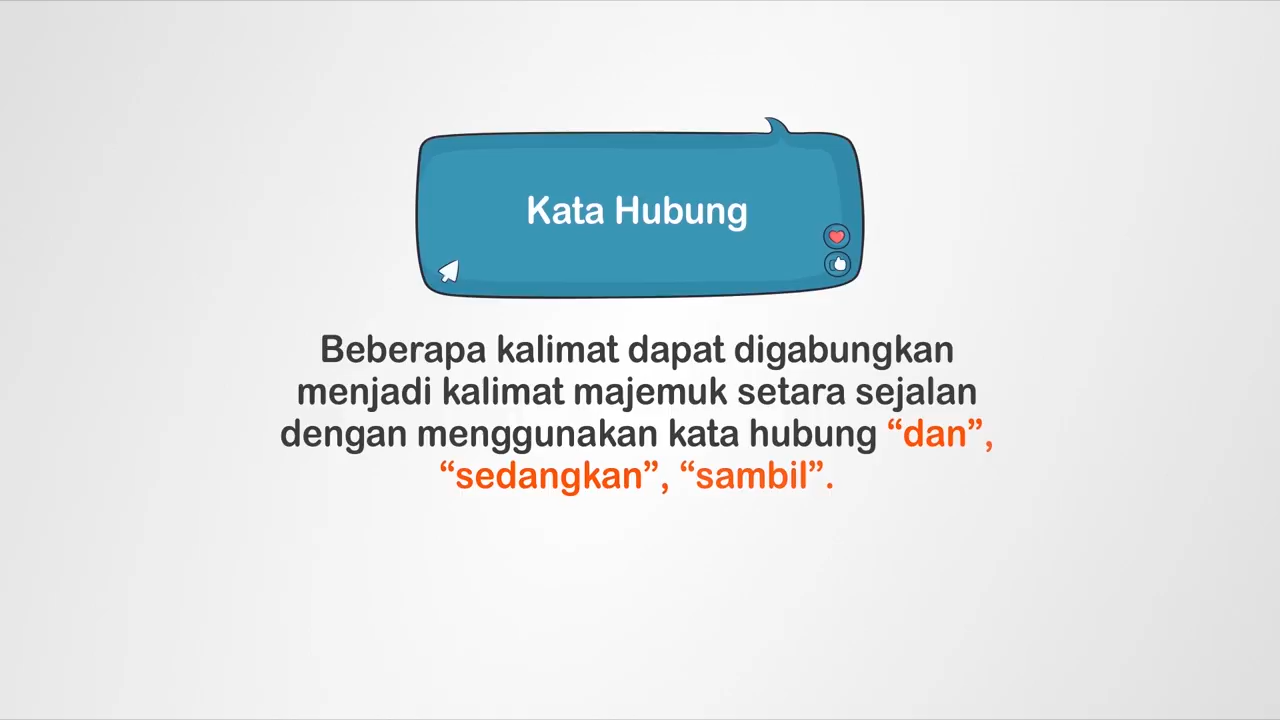 Kata Hubung
Beberapa kalimat dapat digabungkan
menjadi kalimat majemuk setara sejalan
dengan menggunakan kata hubung “dan”,
“sedangkan”, “sambil”.